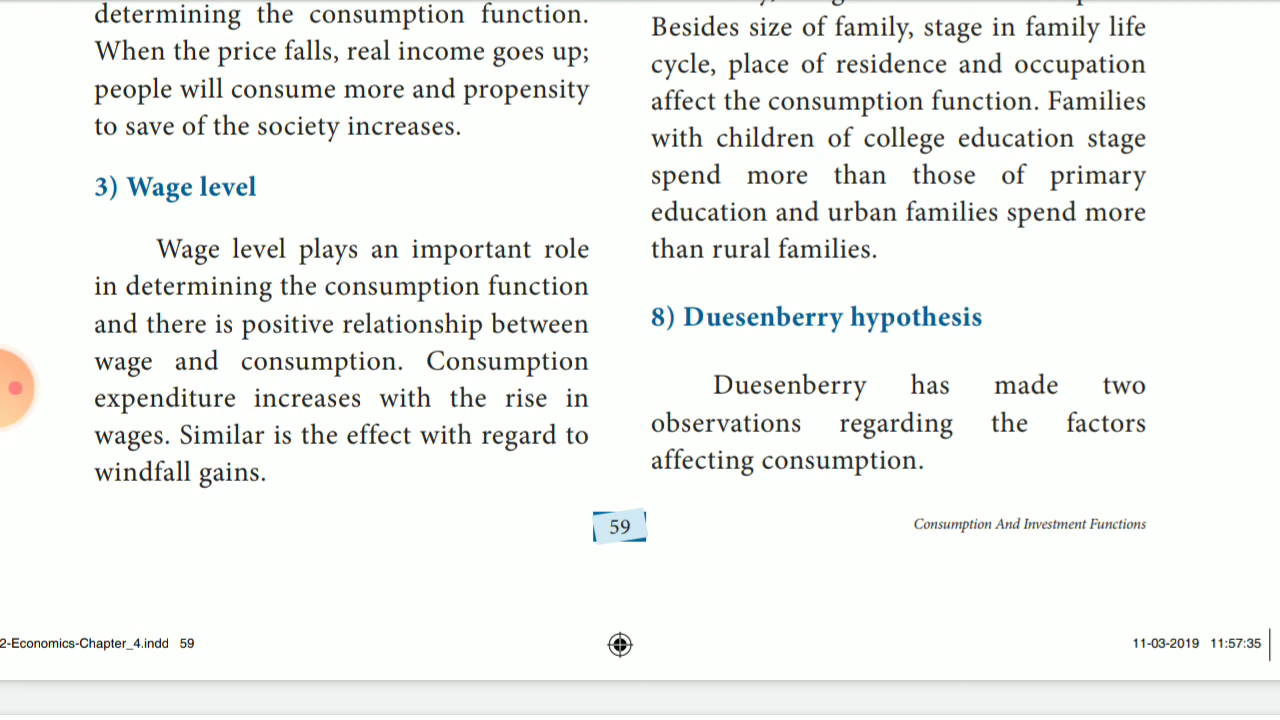 determining the consumption function.
When the price falls, real income goes up;
people will consume more and propensity
to save of the society increases.
3) Wage level
Wage level plays an important role
in determining the consumption function
and there is positive relationship between
wage and consumption. Consumption
expenditure increases with the rise in
wages. Similar is the effect with regard to
windfall gains.
Besides size of family, stage in family life
cycle, place of residence and occupation
affect the consumption function. Families
with children of college education stage
spend more than those of primary
education and urban families spend more
than rural families.
8) Duesenberry hypothesis
Duesenberry has made two
observations regarding the factors
affecting consumption.
59
Consumption And Investment Functions
2-Economics-Chapter_4.indd 59
11-03-2019 11:57:35